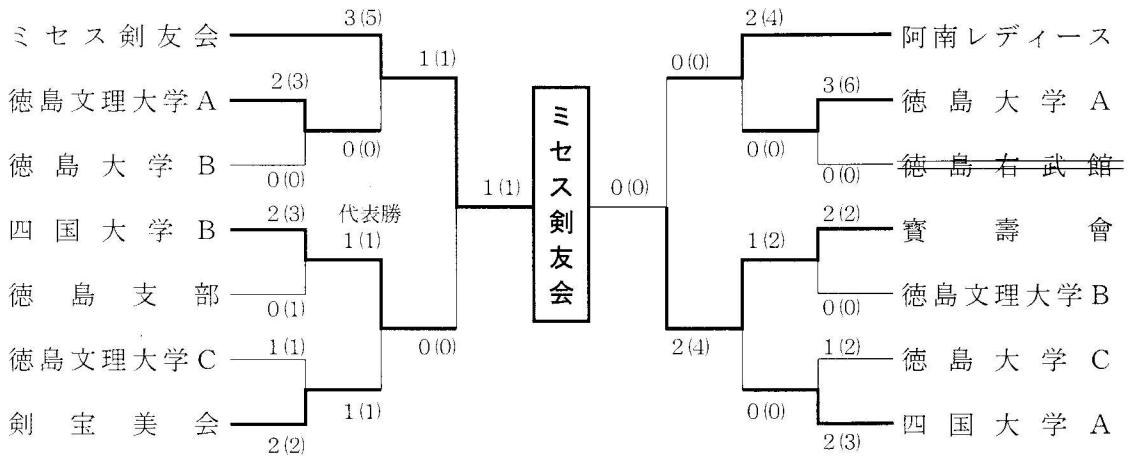 3(5)
ミセス剣友会
1(1)
2(3)
徳島文理大学A
0(0)
徳島大学B
0(0)
1(1)
2(3)
代表勝
四国大学B
1(1)
徳島支部
0(1)
徳島文理大学C
1(1)
0(0)
1(1)
剣宝美会
2(2)
ミセス剣友会
2(4)
阿南レディース
0(0)
3(6)
徳島大学A
0(0)
0(0)
徳島右武館
0(0)
2(2)
寳壽會
1(2)
0(0)
徳島文理大学B
2(4)
1(2)
徳島大学C
0(0)
四国大学A
2(3)